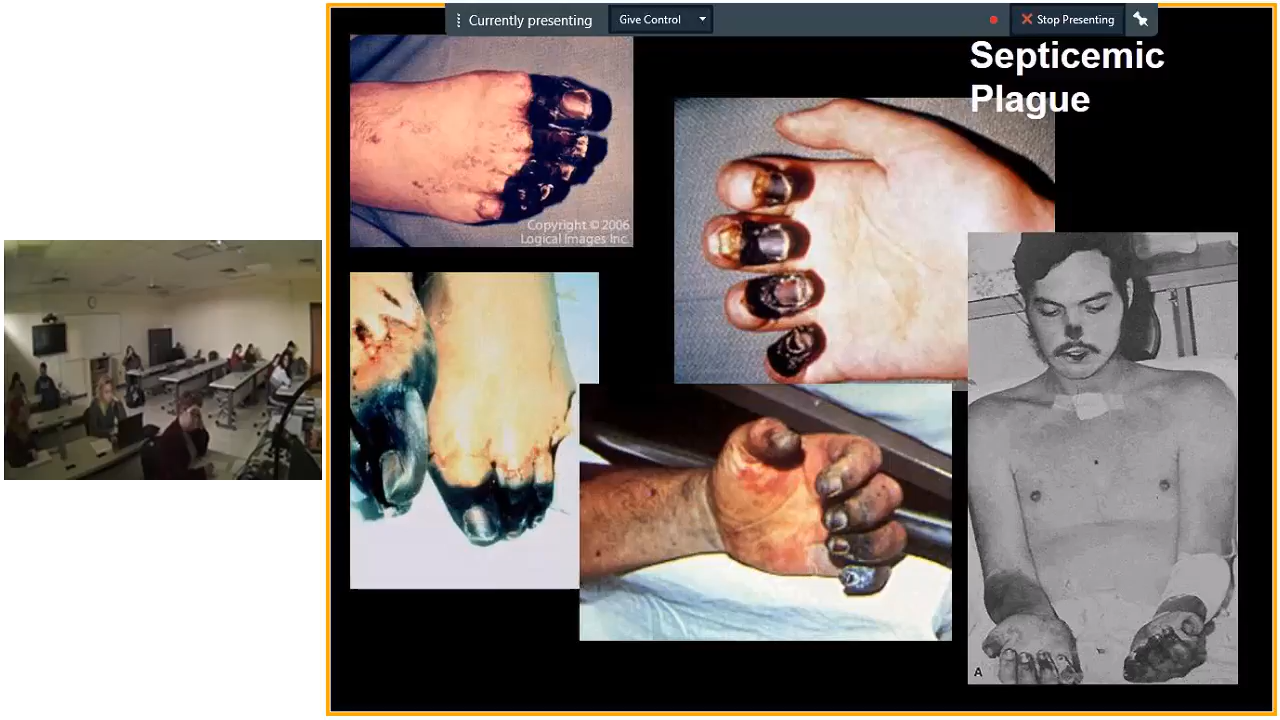 Currently presenting
Give Control
Stop Presenting
Septicemic
Plague
Copyright © 2006
Logical Images Inc.
A